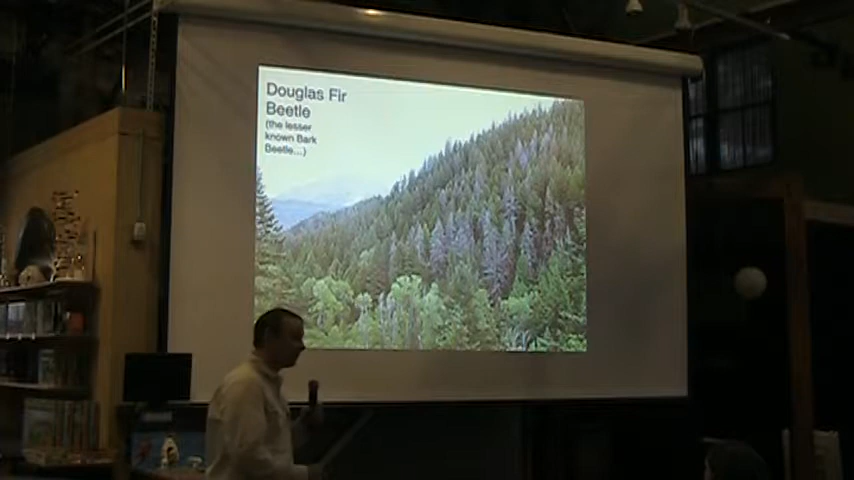 Douglas Fir
Beetle
(the lesser
known Bark
Beetle...)